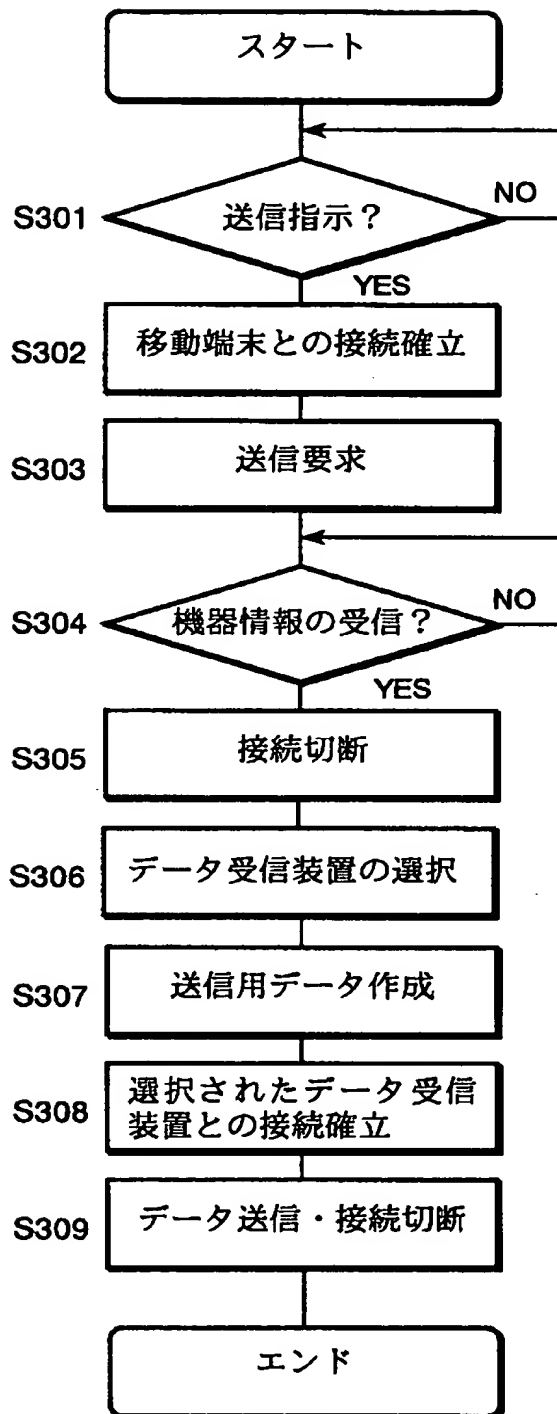 スタート
S301
送信指示？
NO
YES
S302
移動端末との接続確立
S303
送信要求
S304
機器情報の受信？
NO
YES
S305
接続切断
S306
データ受信装置の選択
S307
送信用データ作成
S308
選択されたデータ受信
装置との接続確立
S309
データ送信・接続切断
エンド